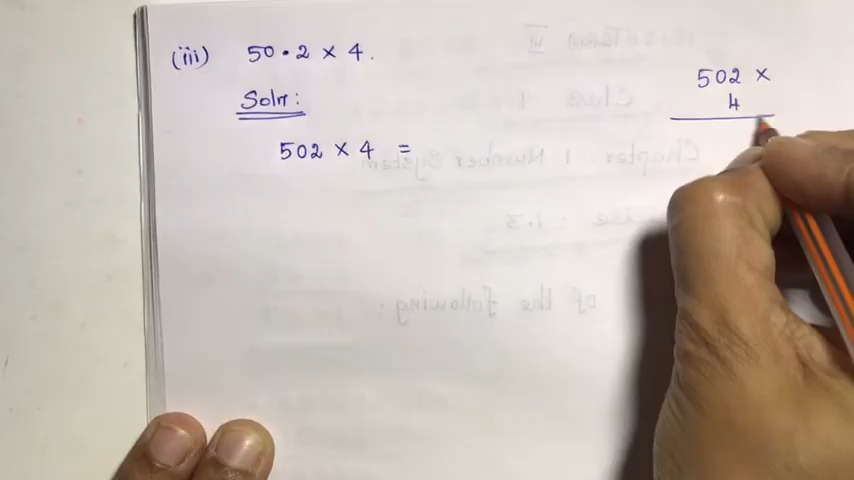 (iii) 50.2 × 4.
Soln:
502 × 4 =
502 ×
4